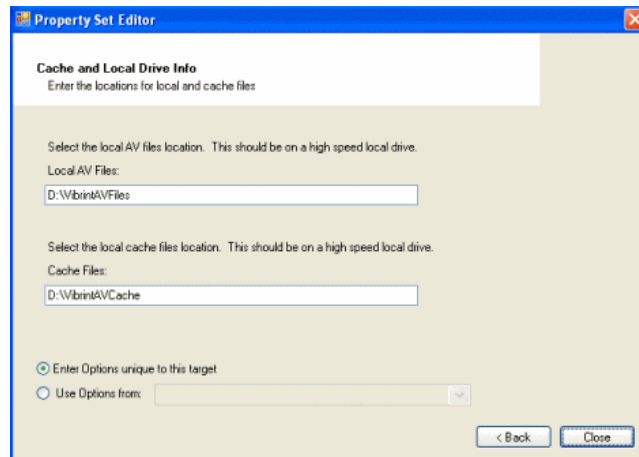 Property Set Editor
Cache and Local Drive Info
Enter the locations for local and cache files
Select the local AV files location.  This should be on a high speed local drive.
Local AV Files:
D:\VibrintAVFiles
Select the local cache files location.  This should be on a high speed local drive.
Cache Files:
D:\VibrintAVCache
Enter Options unique to this target
Use Options from:
< Back
Close